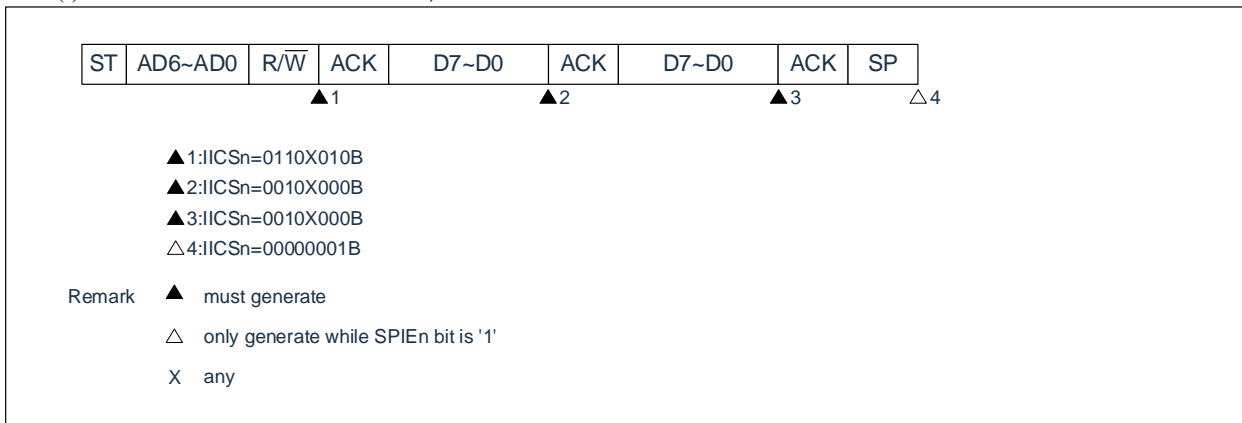 ST AD6~AD0 R/W̅ ACK D7~D0 ACK D7~D0 ACK SP
▲1 ▲2 ▲3 △4
▲1:IICSn=0110X010B
▲2:IICSn=0010X000B
▲3:IICSn=0010X000B
△4:IICSn=00000001B
Remark ▲ must generate
△ only generate while SPIEn bit is '1'
X any